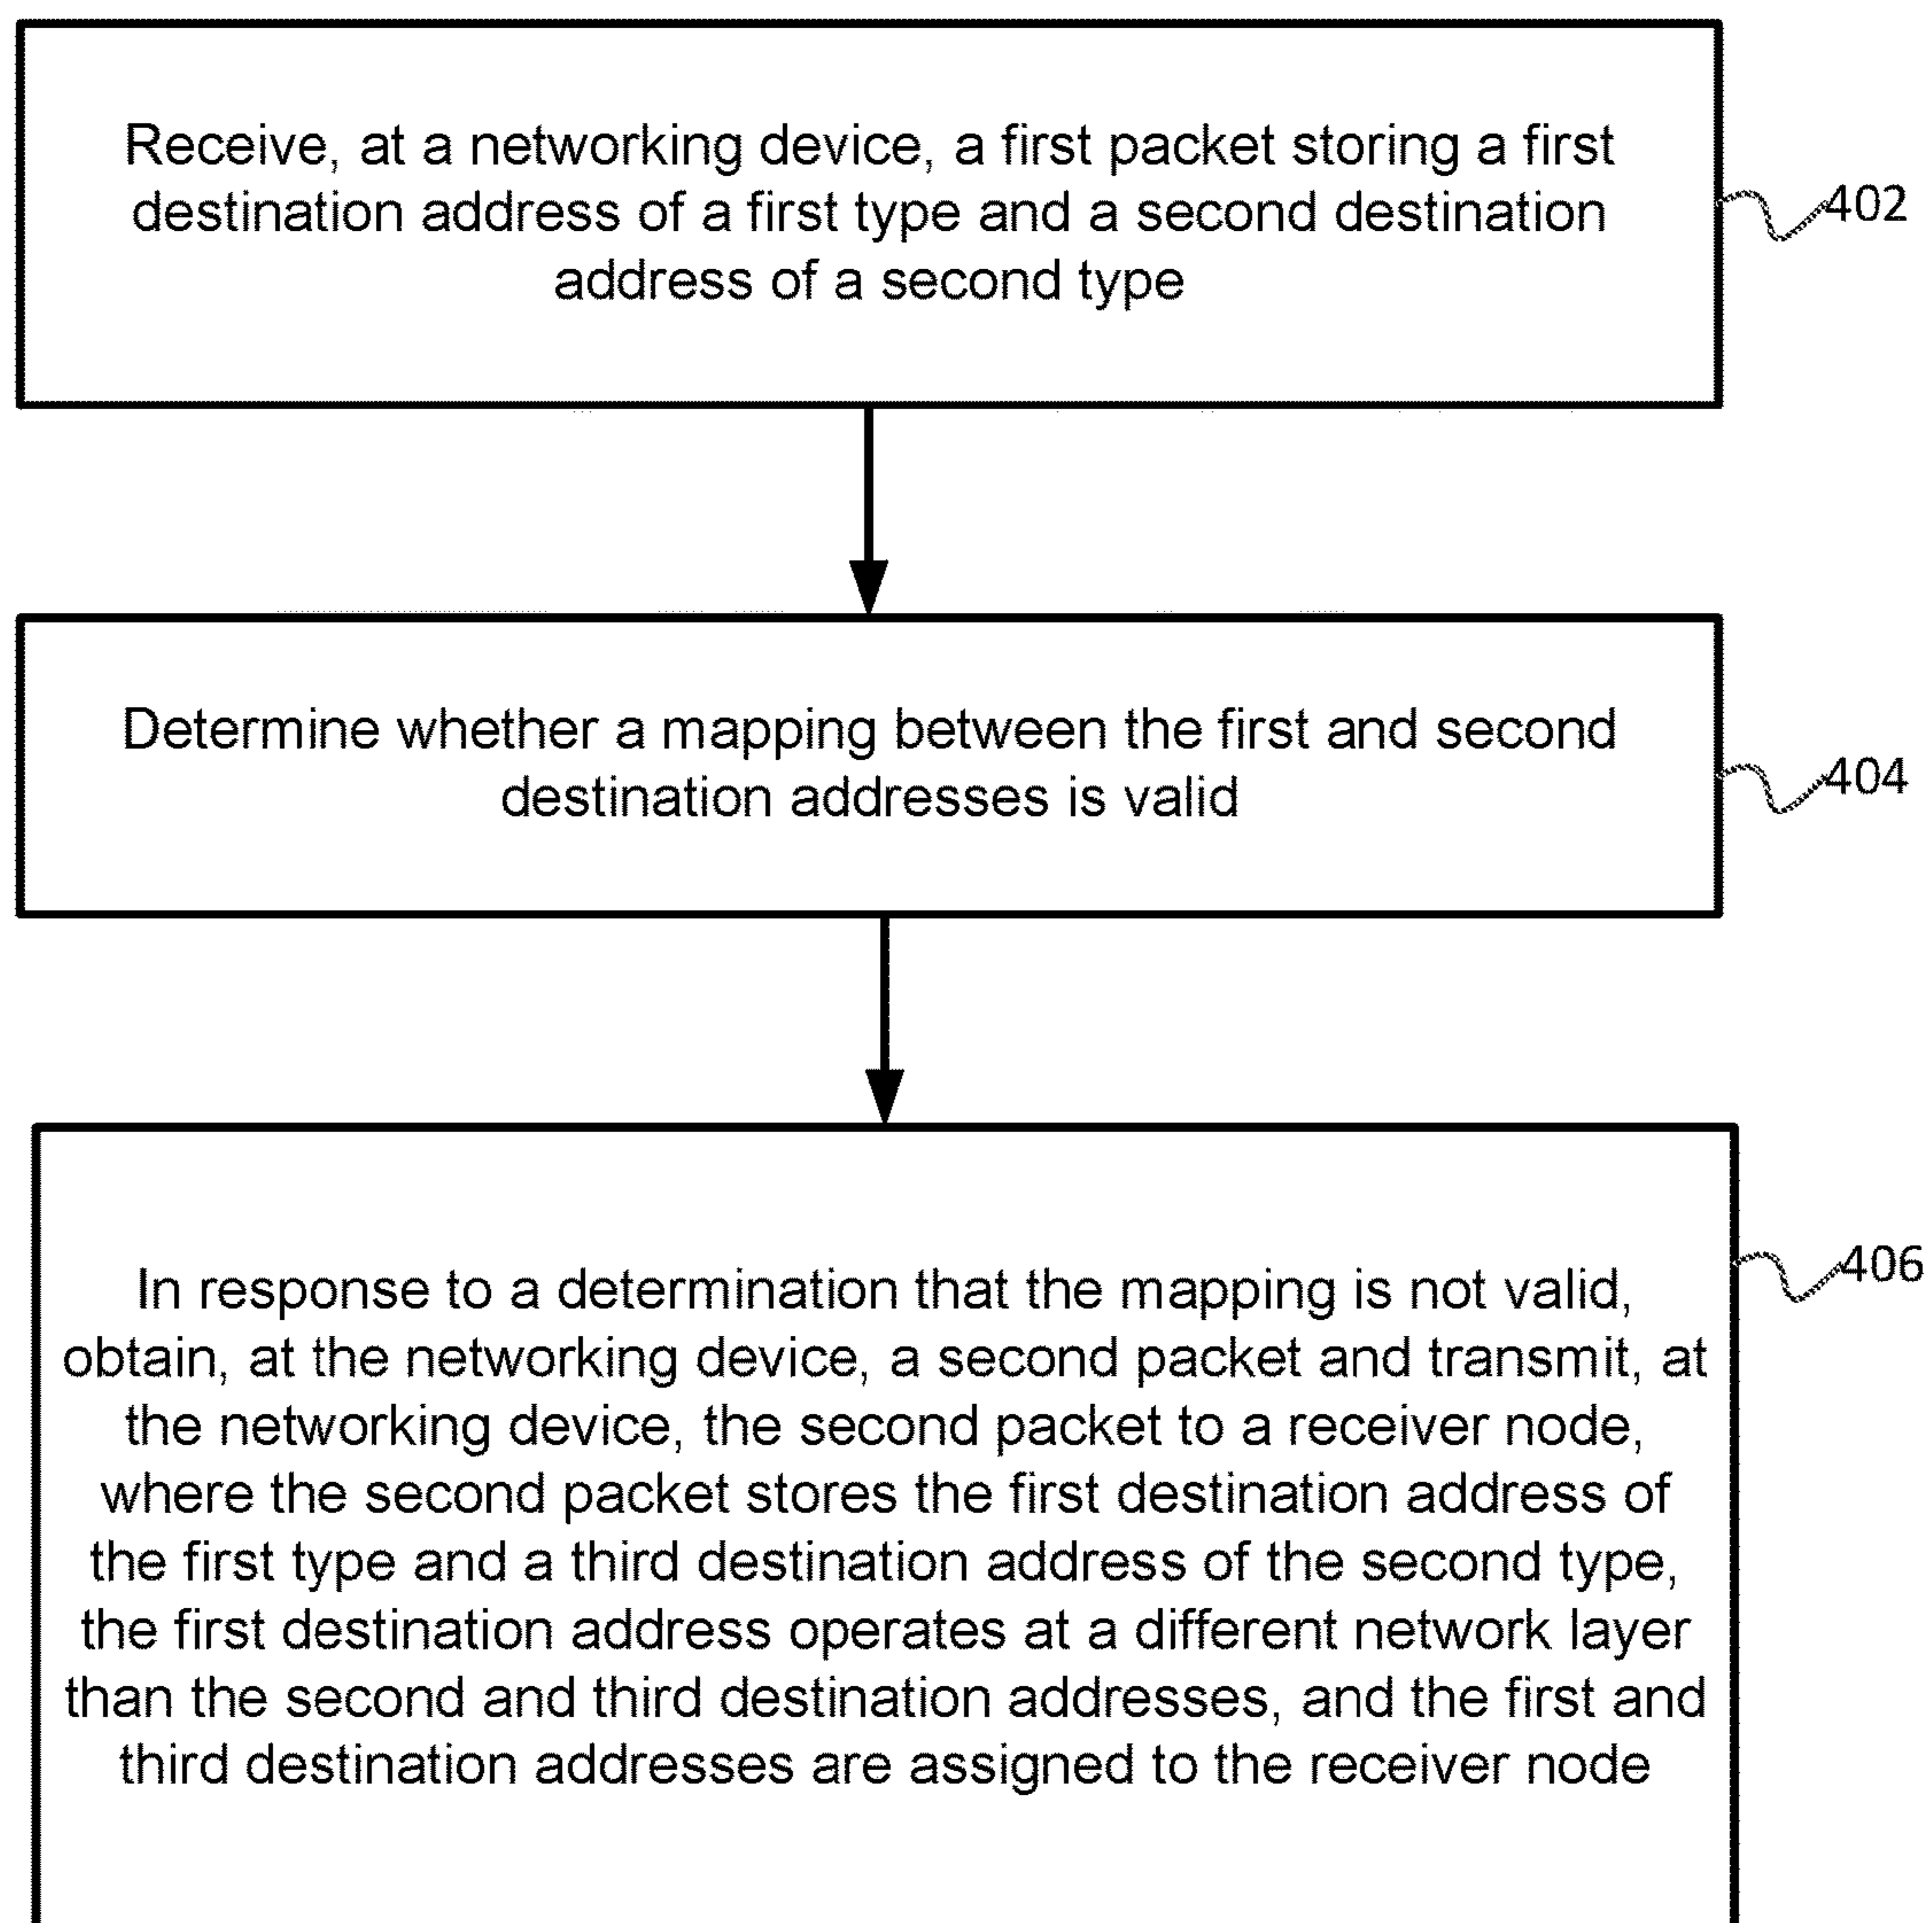 Receive, at a networking device, a first packet storing a first
destination address of a first type and a second destination
address of a second type
402
Determine whether a mapping between the first and second
destination addresses is valid
404
In response to a determination that the mapping is not valid,
obtain, at the networking device, a second packet and transmit, at
the networking device, the second packet to a receiver node,
where the second packet stores the first destination address of
the first type and a third destination address of the second type,
the first destination address operates at a different network layer
than the second and third destination addresses, and the first and
third destination addresses are assigned to the receiver node
406